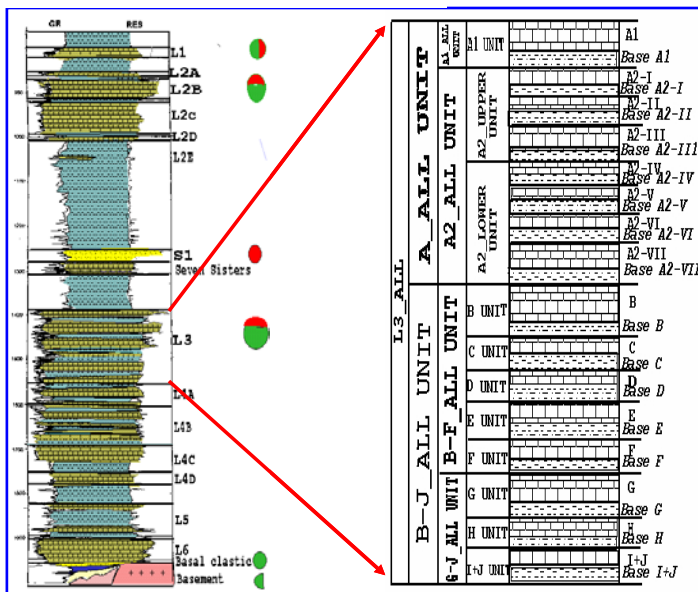 GR RES
L1
L2A
L2B
L2C
L2D
L2E
S1
Seven Sisters
L3
L4A
L4B
L4C
L4D
L5
L6
Basal clastic
Basement
L3_ALL
A_ALL UNIT
B-J_ALL UNIT
A1_ALL UNIT
A2_ALL UNIT
B-F_ALL UNIT
G-J_ALL UNIT
A1 UNIT
A2_UPPER UNIT
A2_LOWER UNIT
B UNIT
C UNIT
D UNIT
E UNIT
F UNIT
G UNIT
H UNIT
I+J UNIT
A1
Base A1
A2-I
Base A2-I
A2-II
Base A2-II
A2-III
Base A2-III
A2-IV
Base A2-IV
A2-V
Base A2-V
A2-VI
Base A2-VI
A2-VII
Base A2-VII
B
Base B
C
Base C
D
Base D
E
Base E
F
Base F
G
Base G
H
Base H
I+J
Base I+J